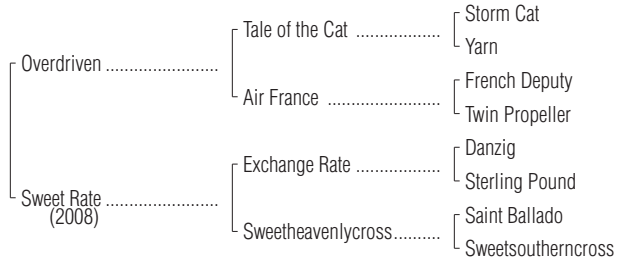 Storm Cat
Tale of the Cat ..................
Yarn
Overdriven ........................
French Deputy
Air France ........................
Twin Propeller
Danzig
Exchange Rate ..................
Sterling Pound
Sweet Rate ........................
(2008)
Saint Ballado
Sweetheavenlycross..........
Sweetsoutherncross